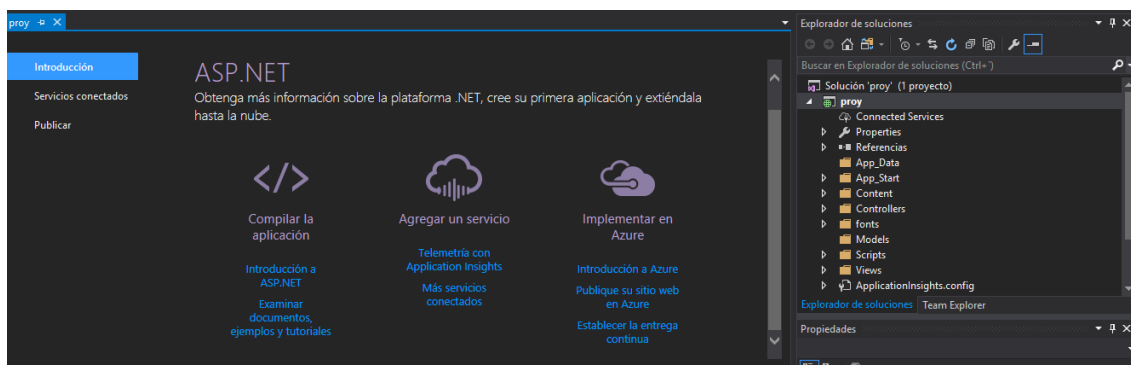 proy
Introducción
Servicios conectados
Publicar
ASP.NET
Obtenga más información sobre la plataforma .NET, cree su primera aplicación y extiéndala
hasta la nube.
Compilar la
aplicación
Introducción a
ASP.NET
Examinar
documentos,
ejemplos y tutoriales
Agregar un servicio
Telemetría con
Application Insights
Más servicios
conectados
Implementar en
Azure
Introducción a Azure
Publique su sitio web
en Azure
Establecer la entrega
continua
Explorador de soluciones
Buscar en Explorador de soluciones (Ctrl+¨)
Solución 'proy' (1 proyecto)
proy
Connected Services
Properties
Referencias
App_Data
App_Start
Content
Controllers
fonts
Models
Scripts
Views
ApplicationInsights.config
Explorador de soluciones Team Explorer
Propiedades